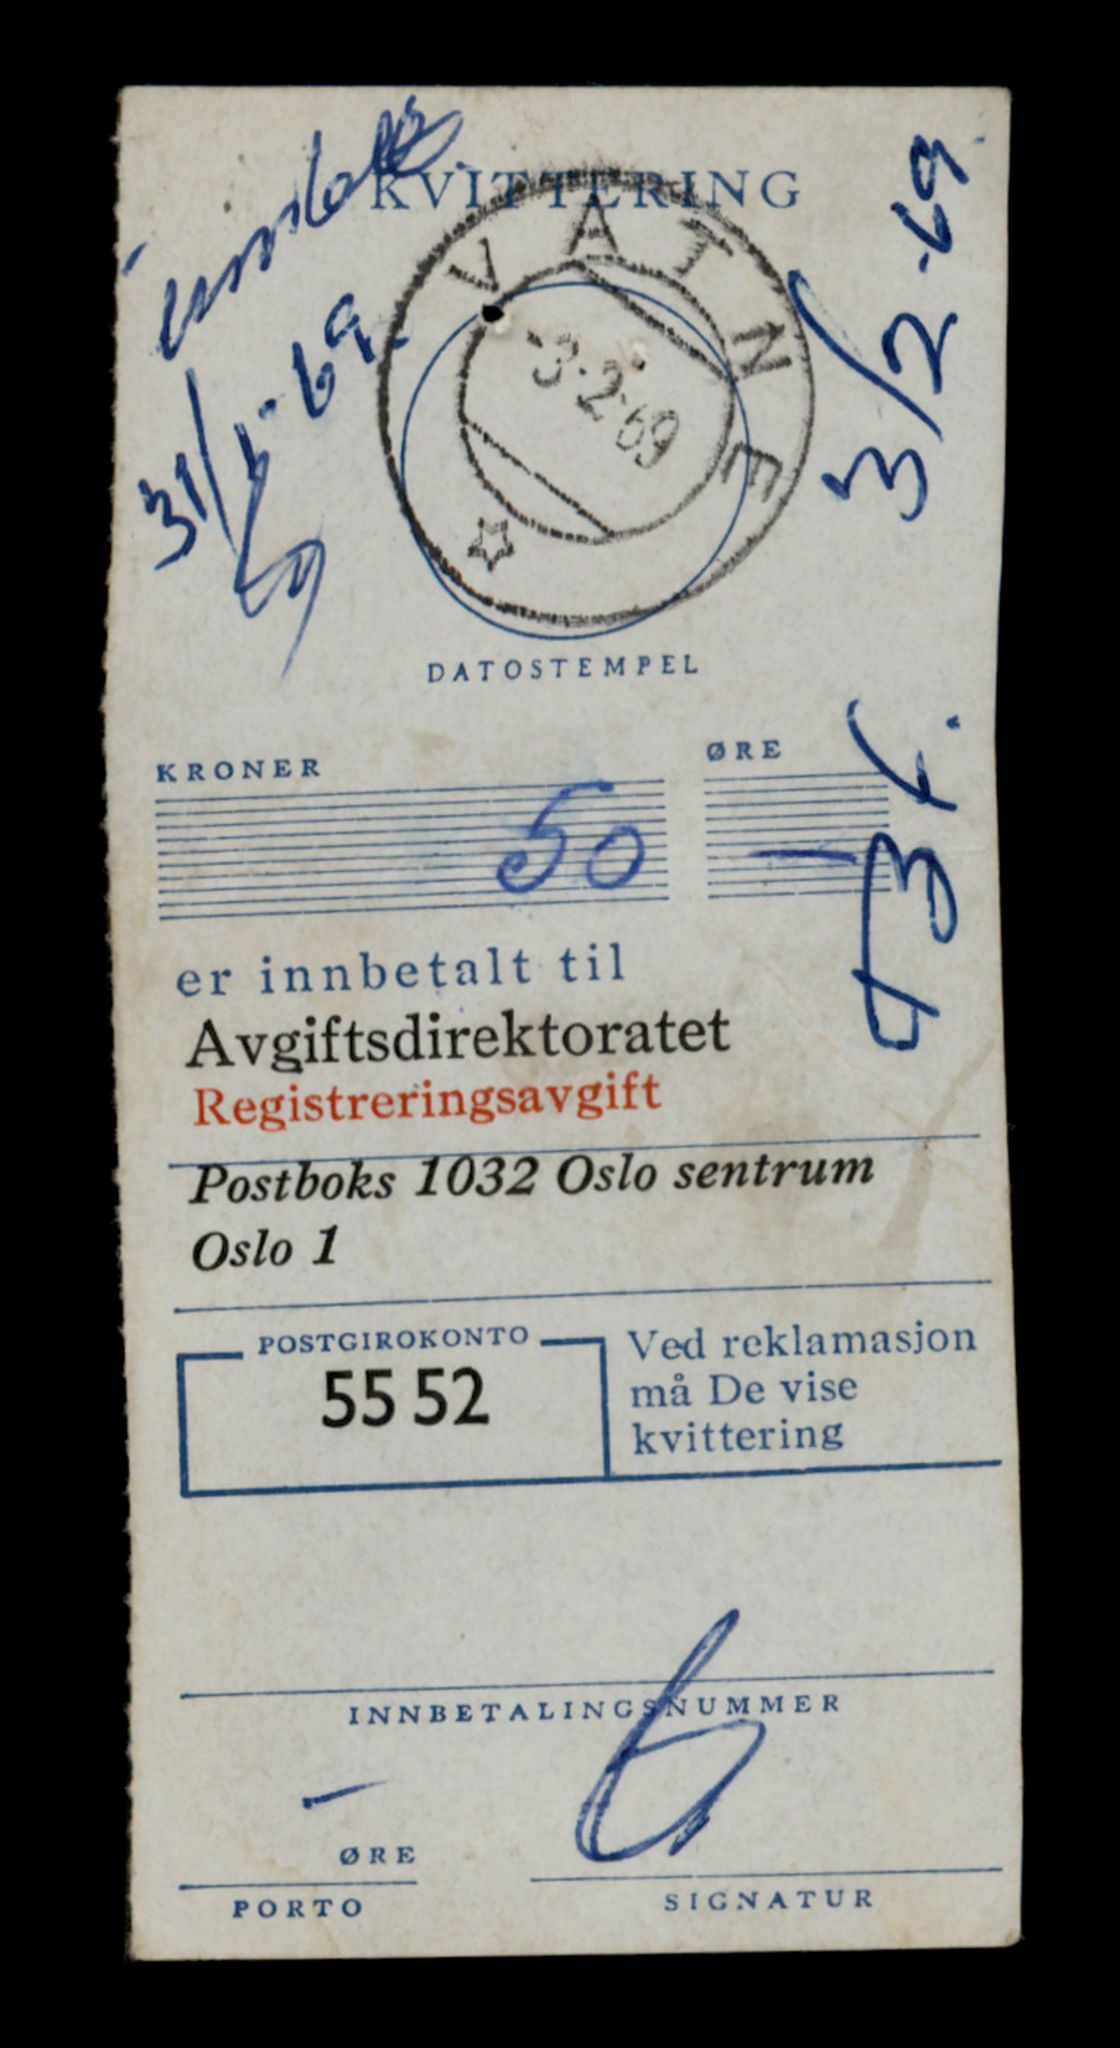 KVITTERING
31/1-69.
VATNE
-3.2.69
3/2-69
DATOSTEMPEL
KRONER
ØRE
50
—
er innbetalt til
Avgiftsdirektoratet
Registreringsavgift
Postboks 1032 Oslo sentrum
Oslo 1
POSTGIROKONTO
55 52
Ved reklamasjon
må De vise
kvittering
INNBETALINGSNUMMER
—
ØRE
PORTO
SIGNATUR